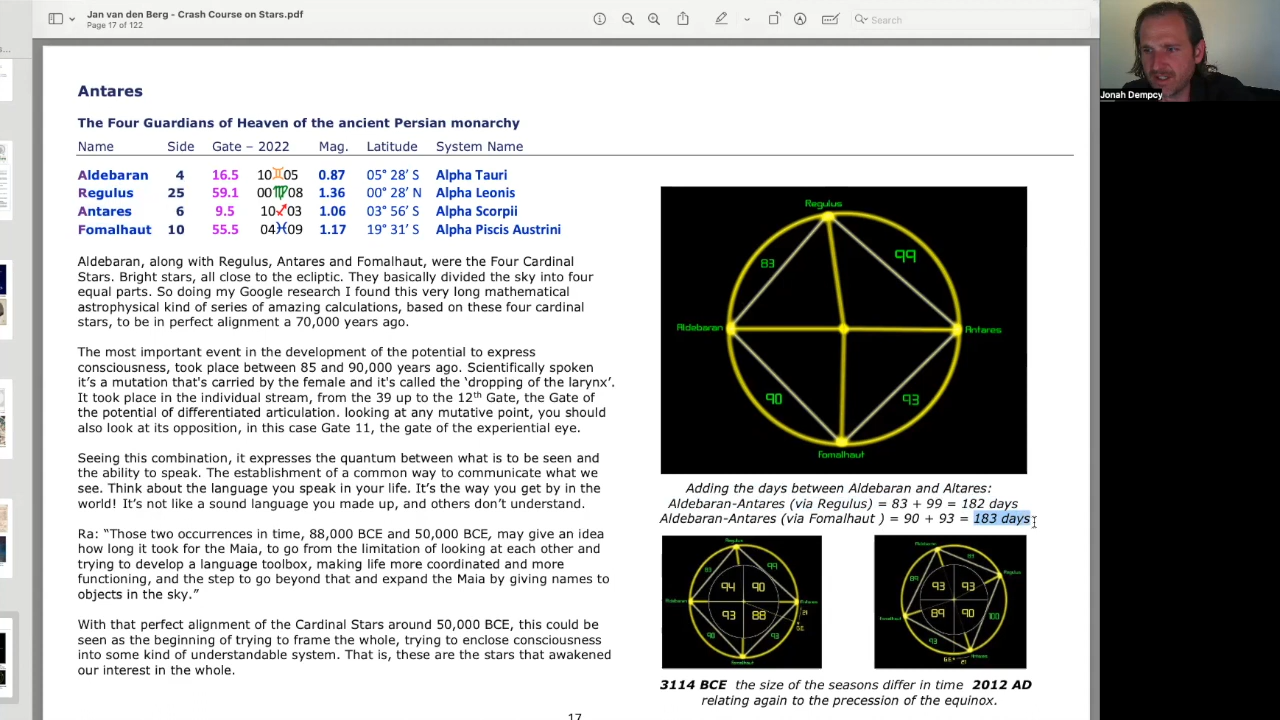 Jan van den Berg - Crash Course on Stars.pdf
Page 17 of 122
Search
Jonah Dempcy
Antares
The Four Guardians of Heaven of the ancient Persian monarchy
Name Side Gate – 2022 Mag. Latitude System Name
Aldebaran 4 16.5 10♊05 0.87 05° 28′ S Alpha Tauri
Regulus 25 59.1 00♍08 1.36 00° 28′ N Alpha Leonis
Antares 6 9.5 10♐03 1.06 03° 56′ S Alpha Scorpii
Fomalhaut 10 55.5 04♓09 1.17 19° 31′ S Alpha Piscis Austrini
Aldebaran, along with Regulus, Antares and Fomalhaut, were the Four Cardinal
Stars. Bright stars, all close to the ecliptic. They basically divided the sky into four
equal parts. So doing my Google research I found this very long mathematical
astrophysical kind of series of amazing calculations, based on these four cardinal
stars, to be in perfect alignment a 70,000 years ago.
The most important event in the development of the potential to express
consciousness, took place between 85 and 90,000 years ago. Scientifically spoken
it's a mutation that's carried by the female and it's called the ‘dropping of the larynx’.
It took place in the individual stream, from the 39 up to the 12th Gate, the Gate of
the potential of differentiated articulation. looking at any mutative point, you should
also look at its opposition, in this case Gate 11, the gate of the experiential eye.
Seeing this combination, it expresses the quantum between what is to be seen and
the ability to speak. The establishment of a common way to communicate what we
see. Think about the language you speak in your life. It's the way you get by in the
world! It's not like a sound language you made up, and others don't understand.
Ra: “Those two occurrences in time, 88,000 BCE and 50,000 BCE, may give an idea
how long it took for the Maia, to go from the limitation of looking at each other and
trying to develop a language toolbox, making life more coordinated and more
functioning, and the step to go beyond that and expand the Maia by giving names to
objects in the sky.”
With that perfect alignment of the Cardinal Stars around 50,000 BCE, this could be
seen as the beginning of trying to frame the whole, trying to enclose consciousness
into some kind of understandable system. That is, these are the stars that awakened
our interest in the whole.
Regulus
83
99
Aldebaran
Antares
90
93
Fomalhaut
Adding the days between Aldebaran and Altares:
Aldebaran-Antares (via Regulus) = 83 + 99 = 182 days
Aldebaran-Antares (via Fomalhaut ) = 90 + 93 = 183 days
Regulus
83
99
94 90
Aldebaran
Antares
93 88
90
93
Fomalhaut
Aldebaran
83
Regulus
89
93 93
89 90
Fomalhaut
100
93
Antares
3114 BCE the size of the seasons differ in time 2012 AD
relating again to the precession of the equinox.
17